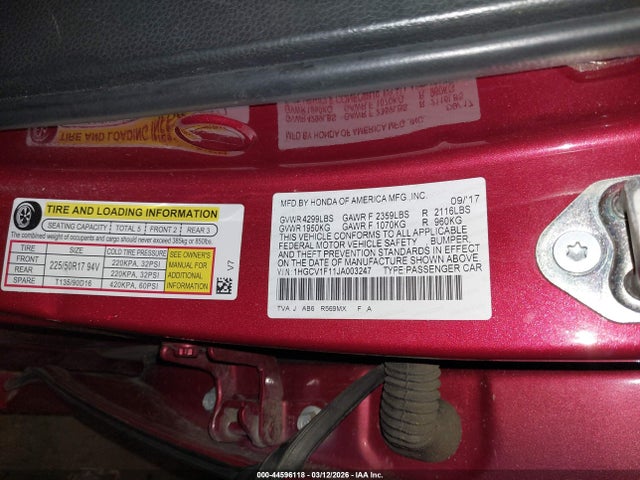 TIRE AND LOADING INFORMATION
SEATING CAPACITY TOTAL 5 FRONT 2 REAR 3
The combined weight of occupants and cargo should never exceed 385kg or 850lbs.
TIRE SIZE COLD TIRE PRESSURE
FRONT 225/50R17 94V 220KPA, 32PSI
REAR 220KPA, 32PSI
SPARE T135/90D16 420KPA, 60PSI
SEE OWNER'S
MANUAL FOR
ADDITIONAL
INFORMATION
V7
MFD BY HONDA OF AMERICA MFG.,INC. 09/17
GVWR 4299LBS GAWR F 2359LBS R 2116LBS
GVWR 1950KG GAWR F 1070KG R 960KG
THIS VEHICLE CONFORMS TO ALL APPLICABLE
FEDERAL MOTOR VEHICLE SAFETY, BUMPER,
AND THEFT PREVENTION STANDARDS IN EFFECT
ON THE DATE OF MANUFACTURE SHOWN ABOVE.
V.I.N: 1HGCV1F11JA003247 TYPE:PASSENGER CAR
TVA J AB6 R569MX F A
000-44596118 - 03/12/2026 - IAA Inc.